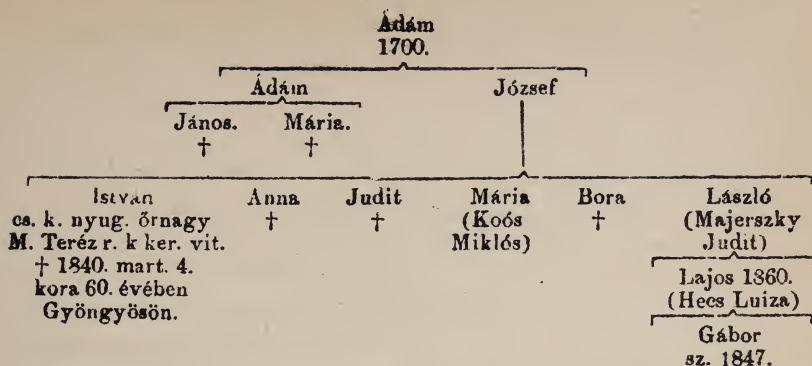 Ádám
1700.
Ádám József
János. Mária.
† †
István Anna Judit Mária Bora László
cs. k. nyug. őrnagy † † (Koós † (Majerszky
M. Teréz r. k ker. vit. Miklós) Judit)
† 1840. mart. 4.
kora 60. évében Lajos 1860.
Gyöngyösön. (Hecs Luiza)
Gábor
sz. 1847.